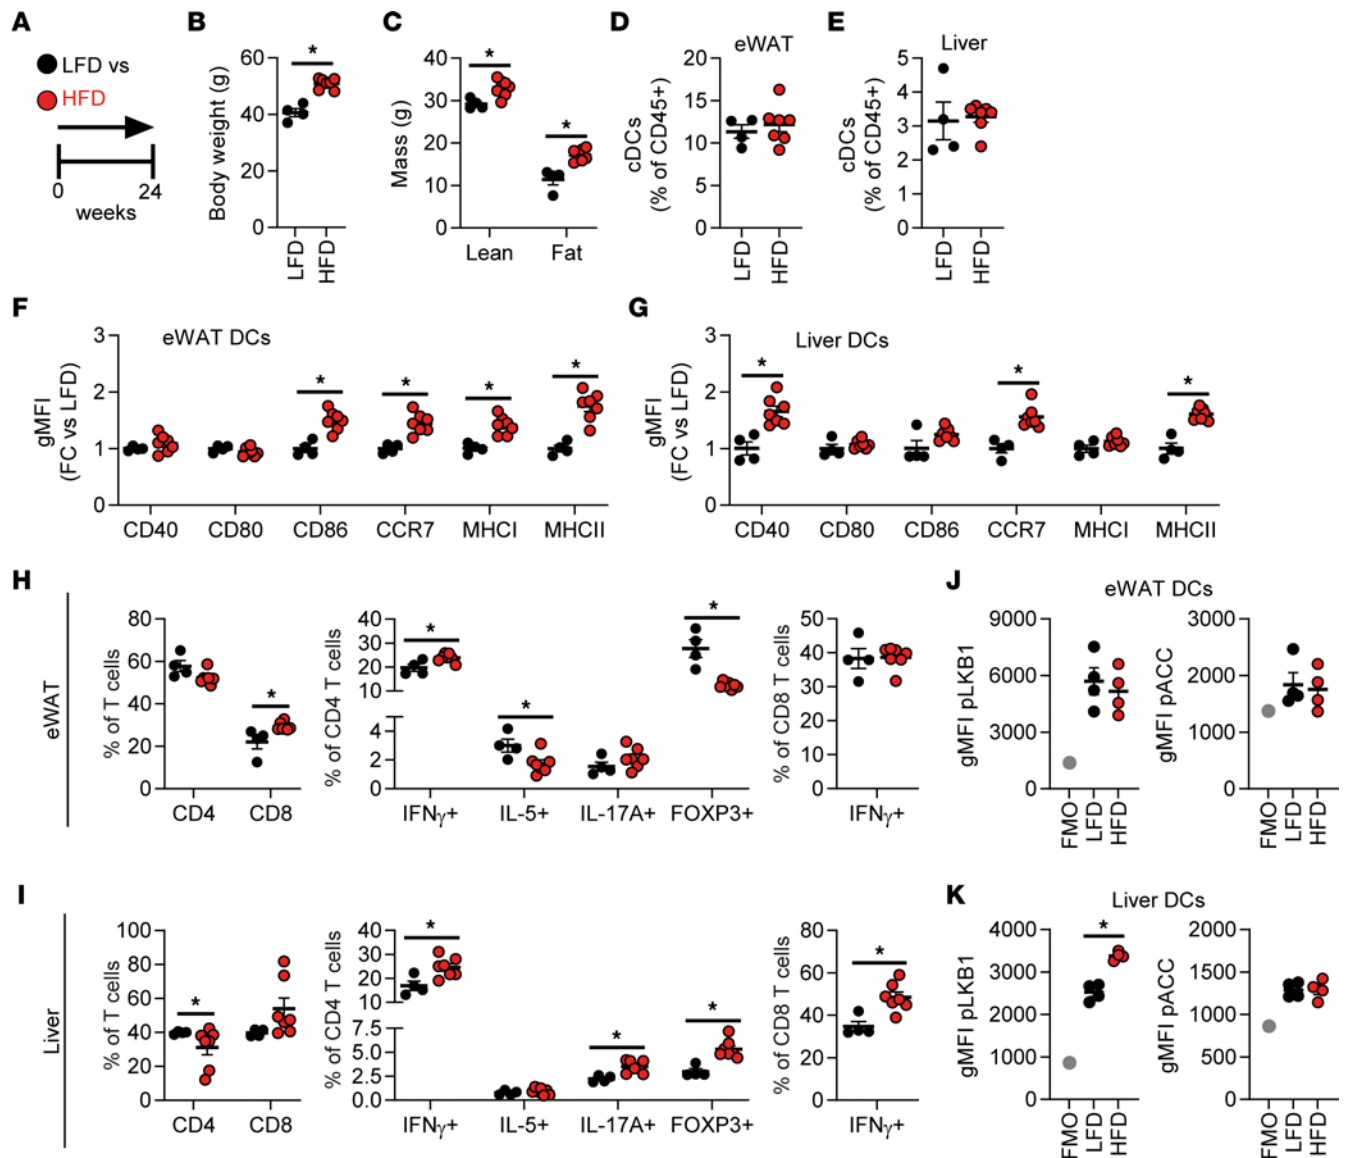 A
LFD vs
HFD
0 24
weeks
B
*
Body weight (g)
60
40
20
0
LFD
HFD
C
*
*
Mass (g)
40
30
20
10
0
Lean Fat
D
eWAT
cDCs
(% of CD45+)
20
15
10
5
0
LFD
HFD
E
Liver
cDCs
(% of CD45+)
5
4
3
2
1
0
LFD
HFD
F
eWAT DCs
gMFI
(FC vs LFD)
3
2
1
0
* * * *
CD40 CD80 CD86 CCR7 MHCI MHCII
G
Liver DCs
gMFI
(FC vs LFD)
3
2
1
0
* * *
CD40 CD80 CD86 CCR7 MHCI MHCII
H
eWAT
% of T cells
80
60
40
20
0
*
CD4 CD8
% of CD4 T cells
40
30
20
10
4
2
0
* * *
IFNγ+ IL-5+ IL-17A+ FOXP3+
% of CD8 T cells
50
40
30
20
10
0
IFNγ+
J
eWAT DCs
gMFI pLKB1
9000
6000
3000
0
FMO
LFD
HFD
gMFI pACC
3000
2000
1000
0
FMO
LFD
HFD
I
Liver
% of T cells
100
80
60
40
20
0
*
CD4 CD8
% of CD4 T cells
40
30
20
10
7.5
5.0
2.5
0.0
* * *
IFNγ+ IL-5+ IL-17A+ FOXP3+
% of CD8 T cells
80
60
40
20
0
*
IFNγ+
K
Liver DCs
gMFI pLKB1
4000
3000
2000
1000
0
*
FMO
LFD
HFD
gMFI pACC
2000
1500
1000
500
0
FMO
LFD
HFD